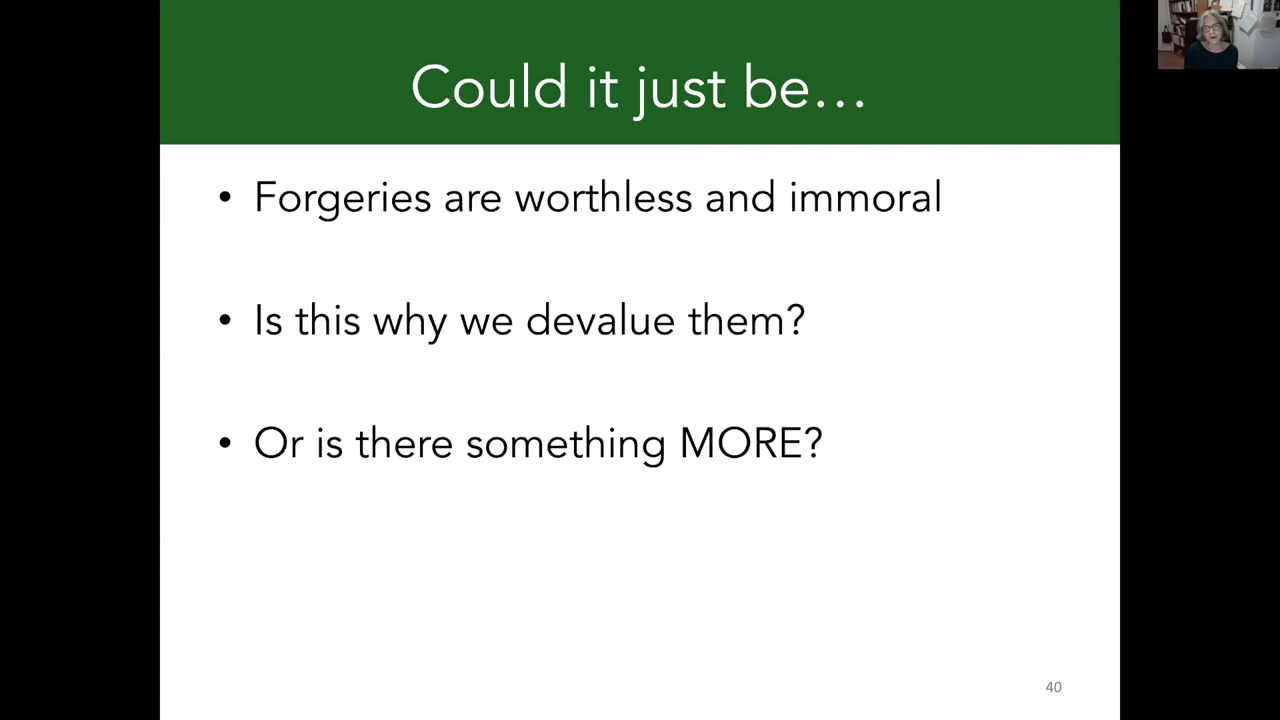 Could it just be…
• Forgeries are worthless and immoral
• Is this why we devalue them?
• Or is there something MORE?
40